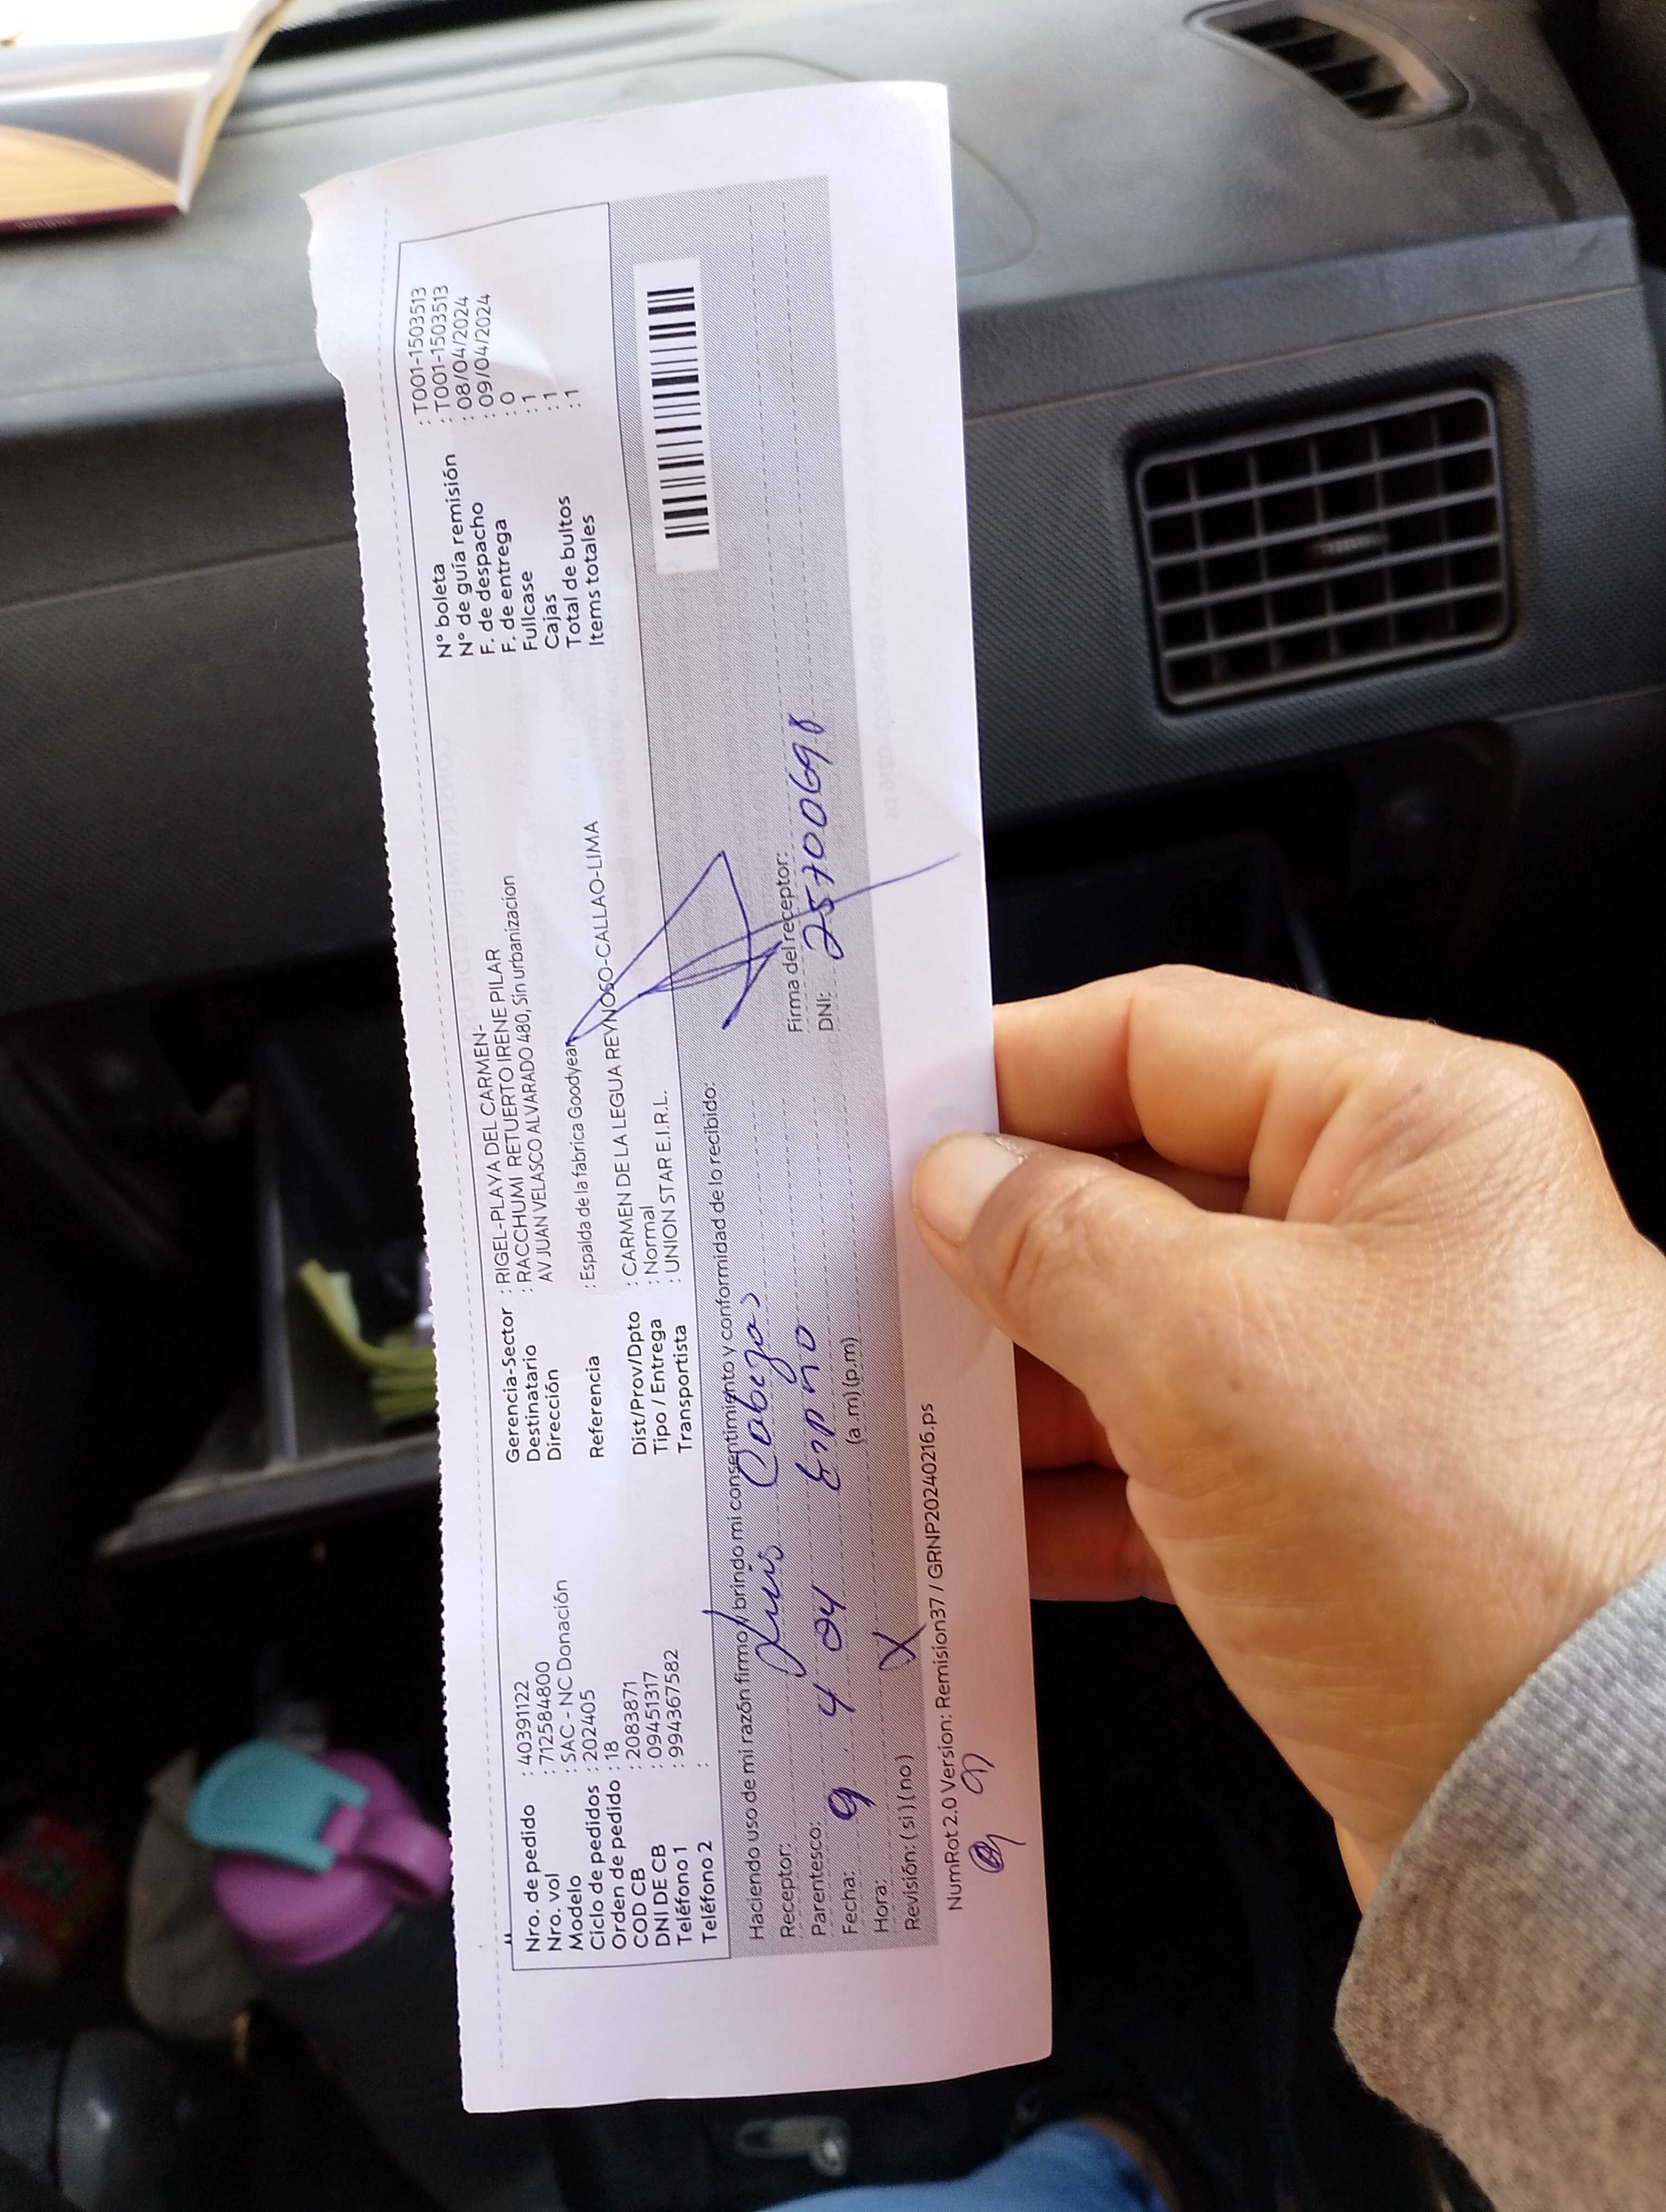 Nro. de pedido : 40391122
Nro. vol : 712584800
Modelo : SAC - NC Donación
Ciclo de pedidos : 202405
Orden de pedido : 18
COD CB : 2083871
DNI DE CB : 09451317
Teléfono 1 : 994367582
Teléfono 2 :
Gerencia-Sector : RIGEL-PLAYA DEL CARMEN-
Destinatario : RACCHUMI RETUERTO IRENE PILAR
Dirección AV JUAN VELASCO ALVARADO 480, Sin urbanizacion
Referencia : Espalda de la fabrica Goodyear
Dist/Prov/Dpto : CARMEN DE LA LEGUA REYNOSO-CALLAO-LIMA
Tipo / Entrega : Normal
Transportista : UNION STAR E.I.R.L.
N° boleta : T001-1503513
N° de guía remisión : T001-1503513
F. de despacho : 08/04/2024
F. de entrega : 09/04/2024
Fullcase : 0
Cajas : 1
Total de bultos : 1
Items totales : 1
Haciendo uso de mi razón firmo y brindo mi consentimiento y conformidad de lo recibido:
Receptor: Luis Cabezas
Parentesco:
Fecha: 9 4
Hora: (a.m) (p.m)
Revisión: (si) (no) X
Firma del receptor:
DNI: 25700698
NumRot 2.0 Version: Remision37 / GRNP20240216.ps